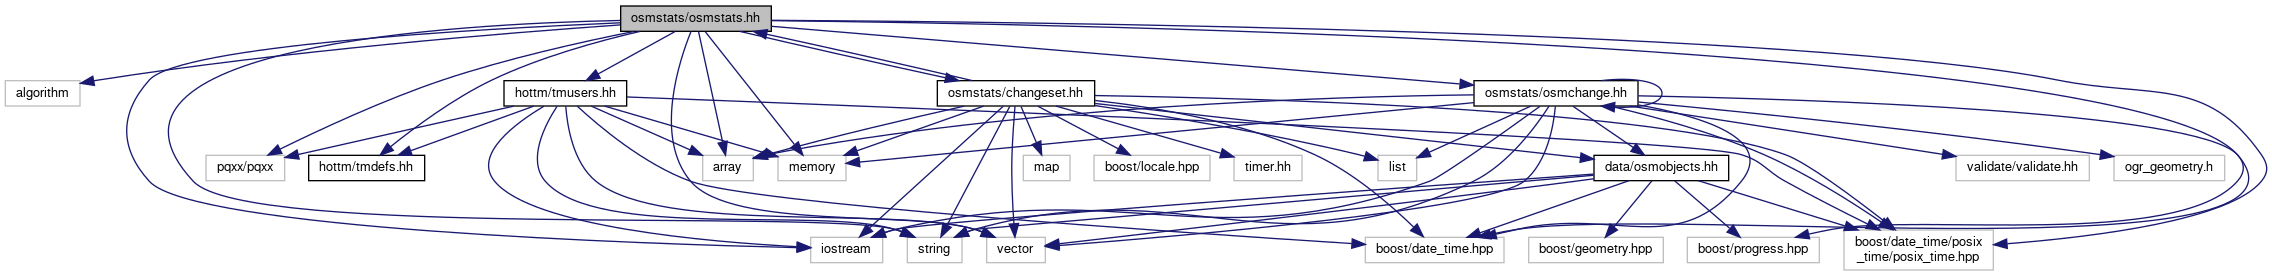 osmstats/osmstats.hh
algorithm
hottm/tmusers.hh
osmstats/changeset.hh
osmstats/osmchange.hh
pqxx/pqxx
hottm/tmdefs.hh
array
memory
map
boost/locale.hpp
timer.hh
list
data/osmobjects.hh
validate/validate.hh
ogr_geometry.h
iostream
string
vector
boost/date_time.hpp
boost/geometry.hpp
boost/progress.hpp
boost/date_time/posix
_time/posix_time.hpp